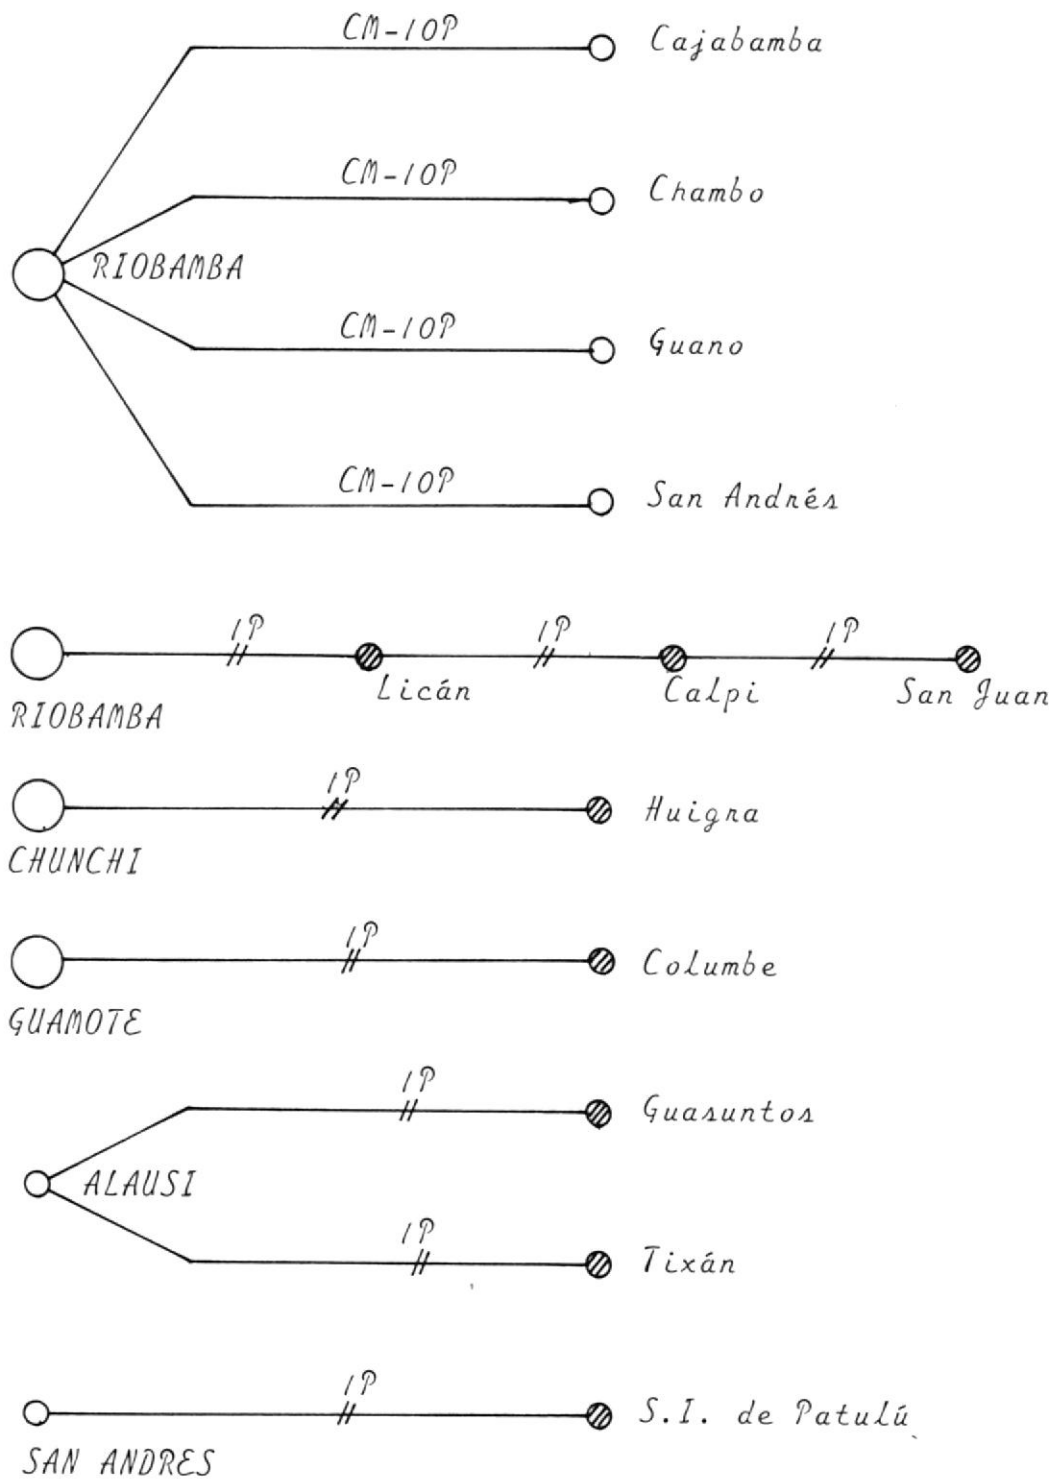 CM-10P
Cajabamba
CM-10P
Chambo
RIOBAMBA
CM-10P
Guano
CM-10P
San Andrés
1P
1P
1P
Licán
Calpi
San Juan
RIOBAMBA
1P
Huigra
CHUNCHI
1P
Columbe
GUAMOTE
1P
Guasuntos
ALAUSI
1P
Tixán
1P
S.I. de Patulú
SAN ANDRES